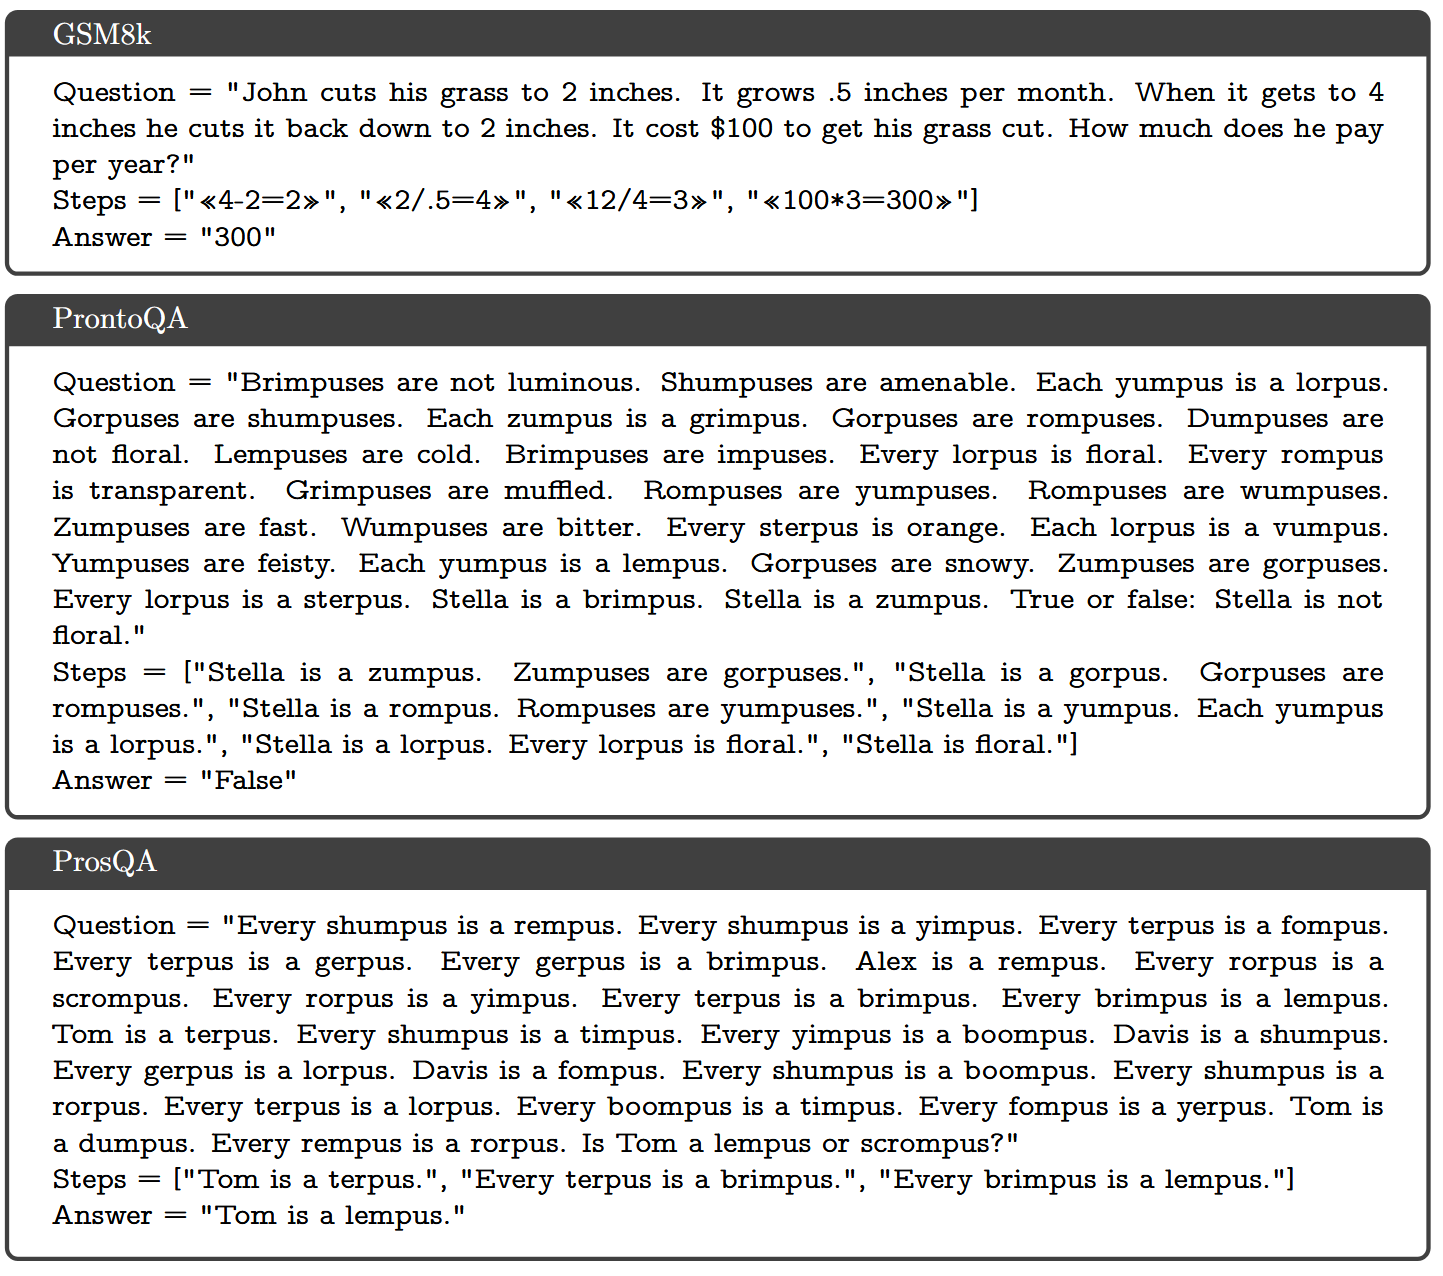 GSM8k
Question = "John cuts his grass to 2 inches. It grows .5 inches per month. When it gets to 4
inches he cuts it back down to 2 inches. It cost $100 to get his grass cut. How much does he pay
per year?"
Steps = ["≪4-2=2≫", "≪2/.5=4≫", "≪12/4=3≫", "≪100*3=300≫"]
Answer = "300"
ProntoQA
Question = "Brimpuses are not luminous. Shumpuses are amenable. Each yumpus is a lorpus.
Gorpuses are shumpuses. Each zumpus is a grimpus. Gorpuses are rompuses. Dumpuses are
not floral. Lempuses are cold. Brimpuses are impuses. Every lorpus is floral. Every rompus
is transparent. Grimpuses are muffled. Rompuses are yumpuses. Rompuses are wumpuses.
Zumpuses are fast. Wumpuses are bitter. Every sterpus is orange. Each lorpus is a vumpus.
Yumpuses are feisty. Each yumpus is a lempus. Gorpuses are snowy. Zumpuses are gorpuses.
Every lorpus is a sterpus. Stella is a brimpus. Stella is a zumpus. True or false: Stella is not
floral."
Steps = ["Stella is a zumpus. Zumpuses are gorpuses.", "Stella is a gorpus. Gorpuses are
rompuses.", "Stella is a rompus. Rompuses are yumpuses.", "Stella is a yumpus. Each yumpus
is a lorpus.", "Stella is a lorpus. Every lorpus is floral.", "Stella is floral."]
Answer = "False"
ProsQA
Question = "Every shumpus is a rempus. Every shumpus is a yimpus. Every terpus is a fompus.
Every terpus is a gerpus. Every gerpus is a brimpus. Alex is a rempus. Every rorpus is a
scrompus. Every rorpus is a yimpus. Every terpus is a brimpus. Every brimpus is a lempus.
Tom is a terpus. Every shumpus is a timpus. Every yimpus is a boompus. Davis is a shumpus.
Every gerpus is a lorpus. Davis is a fompus. Every shumpus is a boompus. Every shumpus is a
rorpus. Every terpus is a lorpus. Every boompus is a timpus. Every fompus is a yerpus. Tom is
a dumpus. Every rempus is a rorpus. Is Tom a lempus or scrompus?"
Steps = ["Tom is a terpus.", "Every terpus is a brimpus.", "Every brimpus is a lempus."]
Answer = "Tom is a lempus."